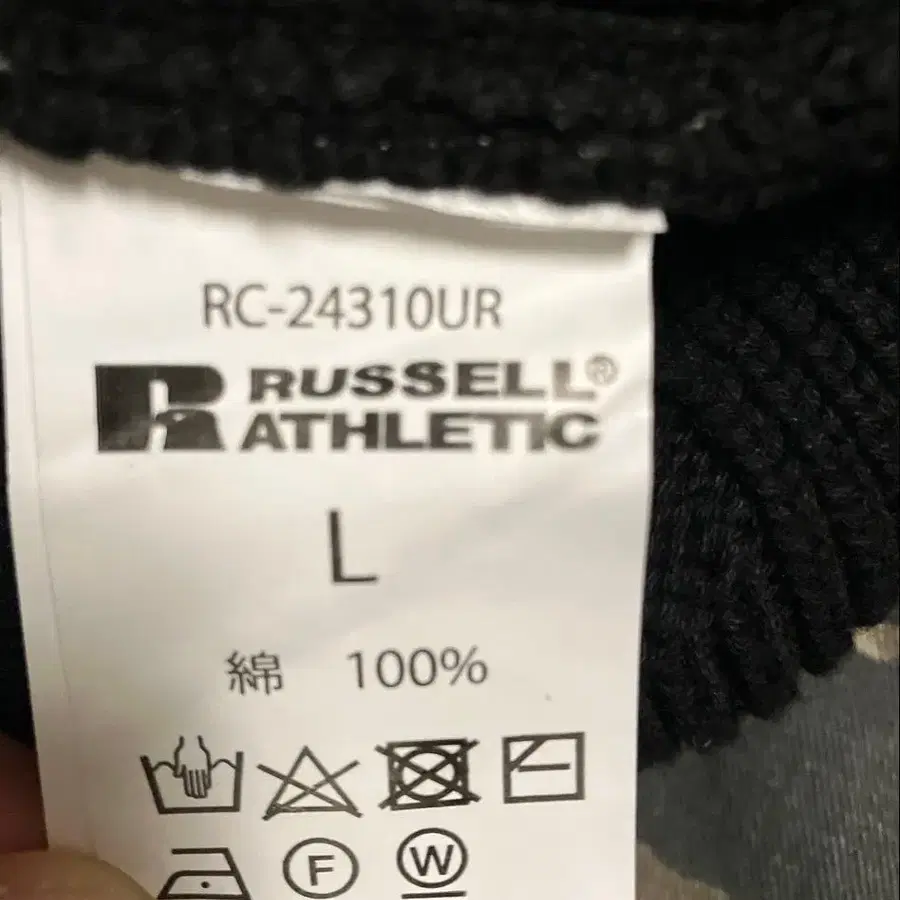 RC-24310UR
RUSSELL®
ATHLETIC
L
綿 100%
F W